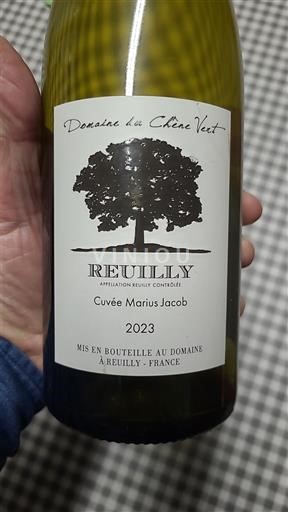 Domaine du Chêne Vert
VINIOU
REUILLY
APPELLATION REUILLY CONTRÔLÉE
Cuvée Marius Jacob
2023
MIS EN BOUTEILLE AU DOMAINE
À REUILLY - FRANCE